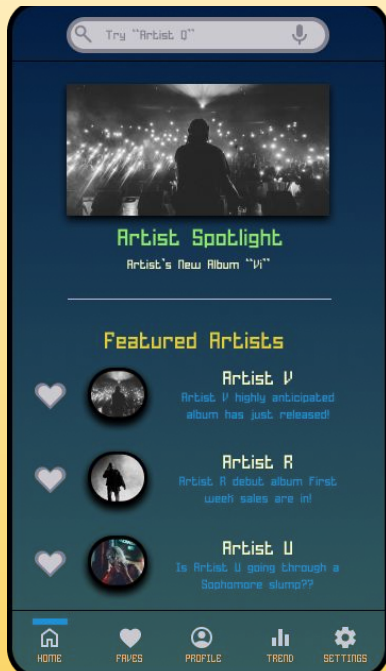 Try "Artist Q"
Artist Spotlight
Artist's New Album "Vi"
Featured Artists
Artist V
Artist V highly anticipated
album has just released!
Artist R
Artist R debut album first
week sales are in!
Artist U
Is Artist U going through a
Sophomore slump??
HOME
FAVES
PROFILE
TREND
SETTINGS